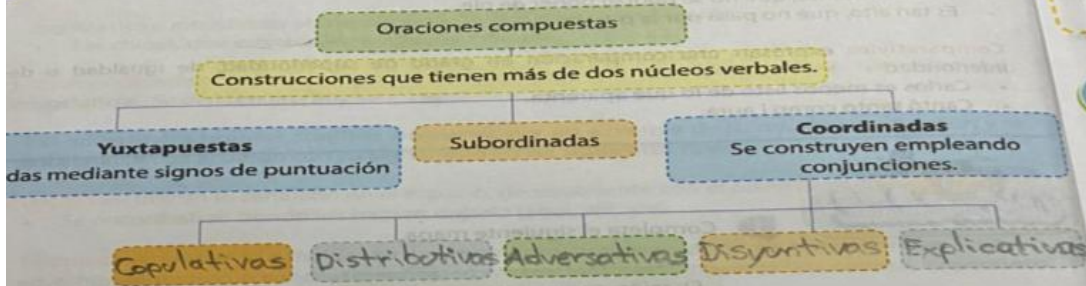 Oraciones compuestas
Construcciones que tienen más de dos núcleos verbales.
Yuxtapuestas
das mediante signos de puntuación
Subordinadas
Coordinadas
Se construyen empleando
conjunciones.
Copulativas
Distributivas
Adversativas
Disyuntivas
Explicativas